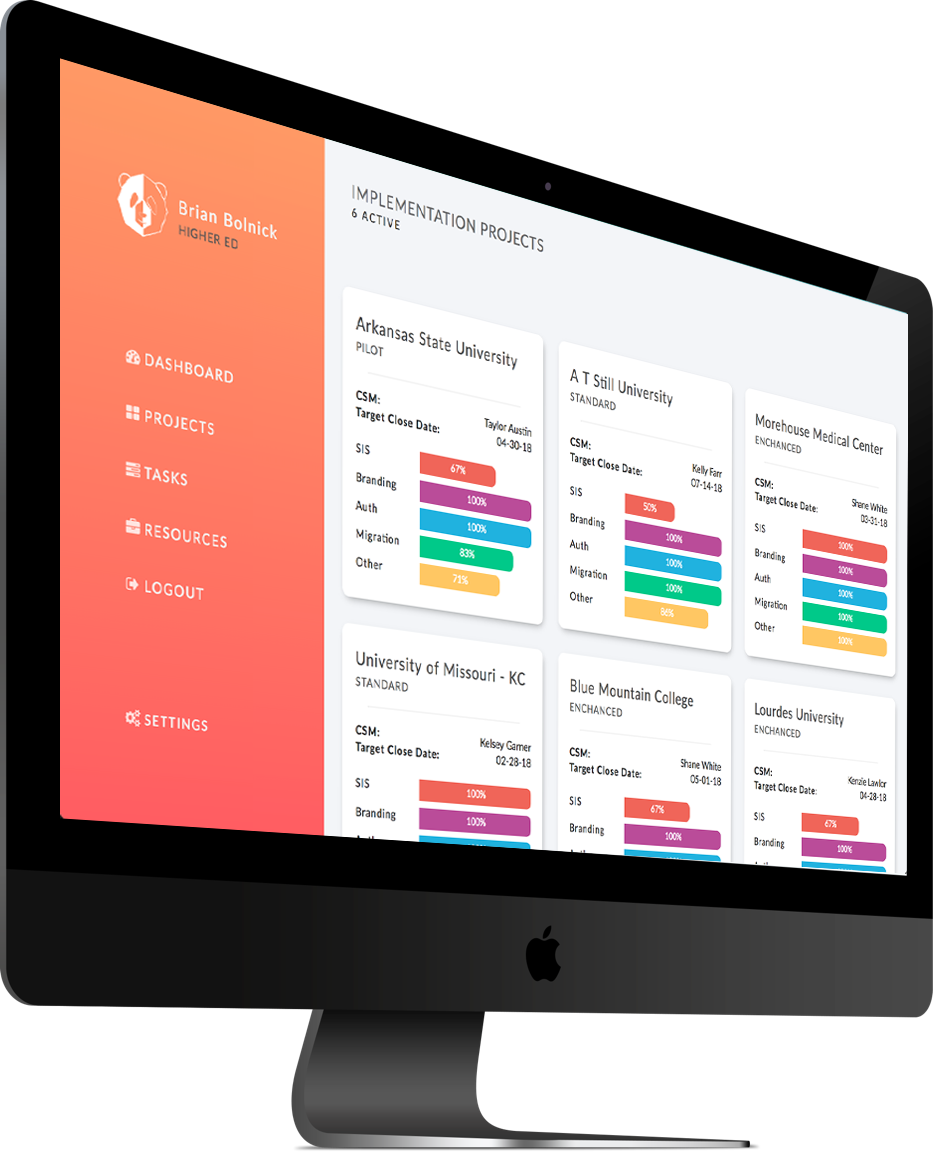 Brian Bolnick
HIGHER ED
DASHBOARD
PROJECTS
TASKS
RESOURCES
LOGOUT
SETTINGS
IMPLEMENTATION PROJECTS
6 ACTIVE
Arkansas State University
PILOT
CSM: Taylor Austin
Target Close Date: 04-30-18
SIS 67%
Branding 100%
Auth 100%
Migration 83%
Other 71%
A T Still University
STANDARD
CSM: Kelly Farr
Target Close Date: 07-14-18
SIS 50%
Branding 100%
Auth 100%
Migration 100%
Other 86%
Morehouse Medical Center
ENCHANCED
CSM: Shane White
Target Close Date: 03-31-18
SIS 100%
Branding 100%
Auth 100%
Migration 100%
Other 100%
University of Missouri - KC
STANDARD
CSM: Kelsey Garner
Target Close Date: 02-28-18
SIS 100%
Branding 100%
Blue Mountain College
ENCHANCED
CSM: Shane White
Target Close Date: 05-01-18
SIS 67%
Branding 100%
Lourdes University
ENCHANCED
CSM: Kenzie Lawlor
Target Close Date: 04-28-18
SIS 67%
Branding 100%